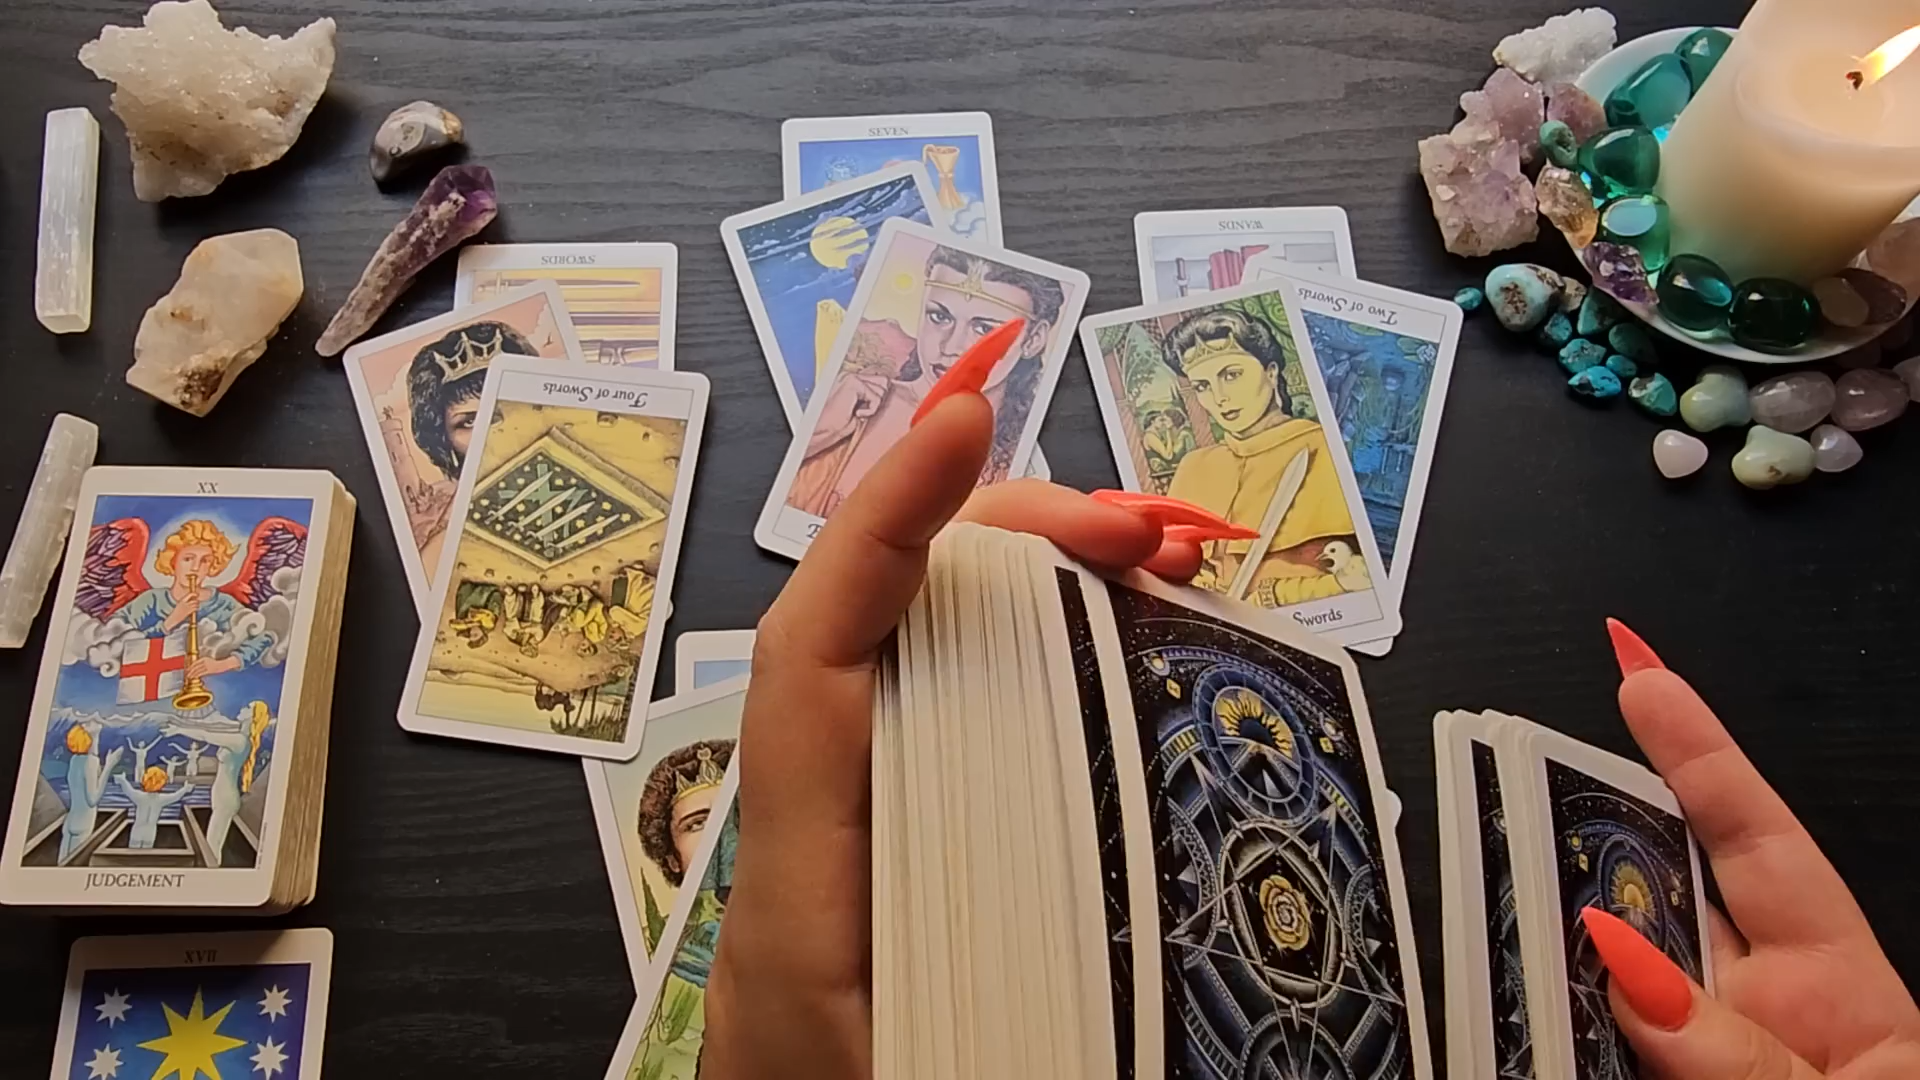 SEVEN
WANDS
SWORDS
Two of Swords
Four of Swords
XX
Swords
JUDGEMENT
XVII